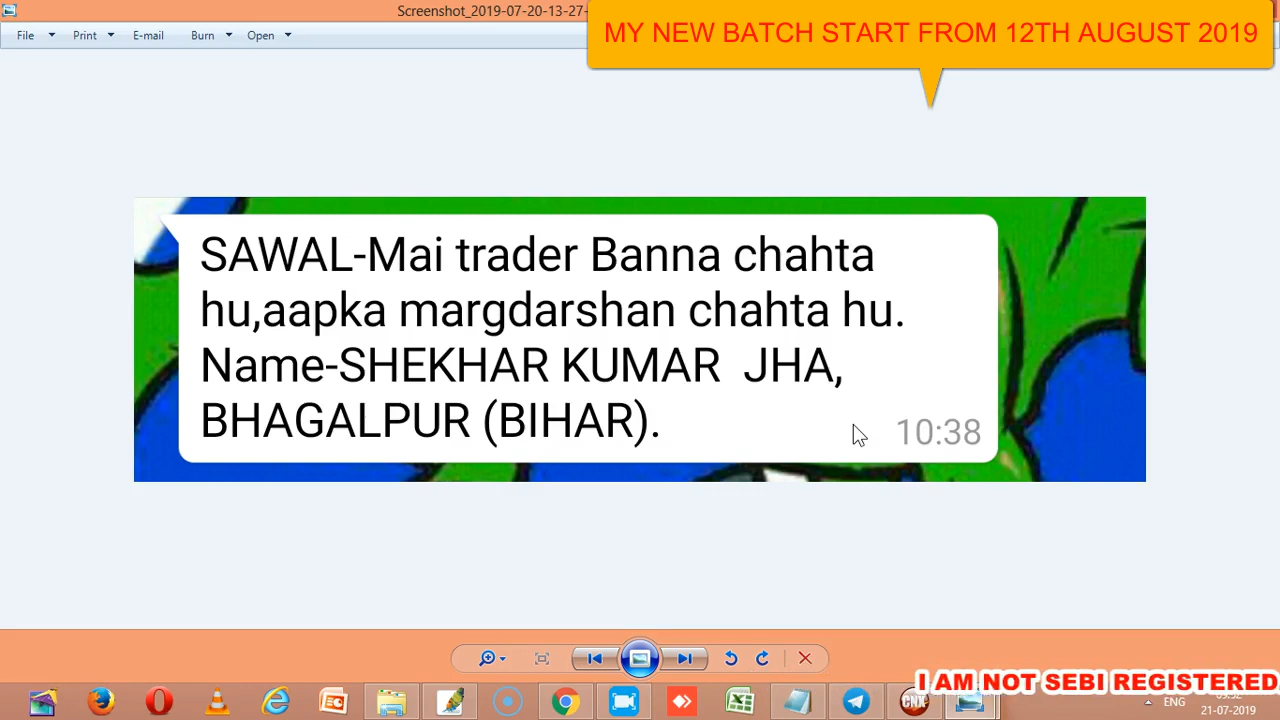 Screenshot_2019-07-20-13-27-
MY NEW BATCH START FROM 12TH AUGUST 2019
File Print E-mail Burn Open
SAWAL-Mai trader Banna chahta
hu,aapka margdarshan chahta hu.
Name-SHEKHAR KUMAR JHA,
BHAGALPUR (BIHAR).
10:38
I AM NOT SEBI REGISTERED.
CNX
ENG
21-07-2019